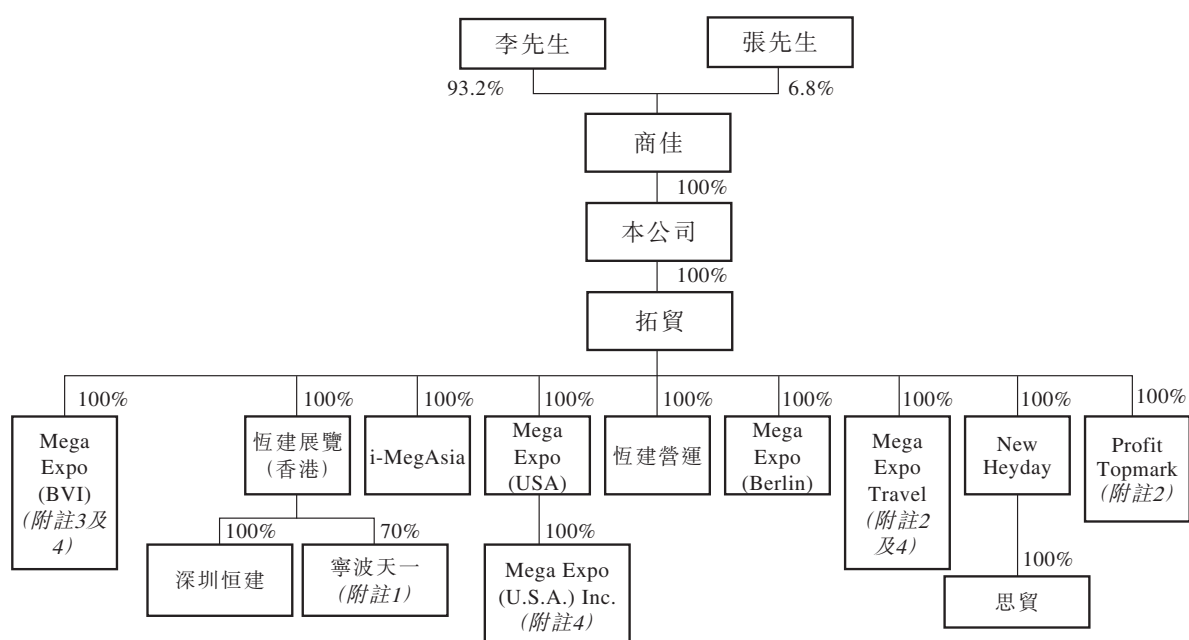 李先生
張先生
93.2%
6.8%
商佳
100%
本公司
100%
拓貿
100%
100%
100%
100%
100%
100%
100%
100%
100%
Mega
Expo
(BVI)
(附註3及
4)
恆建展覽
(香港)
i-MegAsia
Mega
Expo
(USA)
恆建營運
Mega
Expo
(Berlin)
Mega
Expo
Travel
(附註2
及4)
New
Heyday
Profit
Topmark
(附註2)
100%
70%
100%
100%
深圳恒建
寧波天一
(附註1)
Mega Expo
(U.S.A.) Inc.
(附註4)
思貿